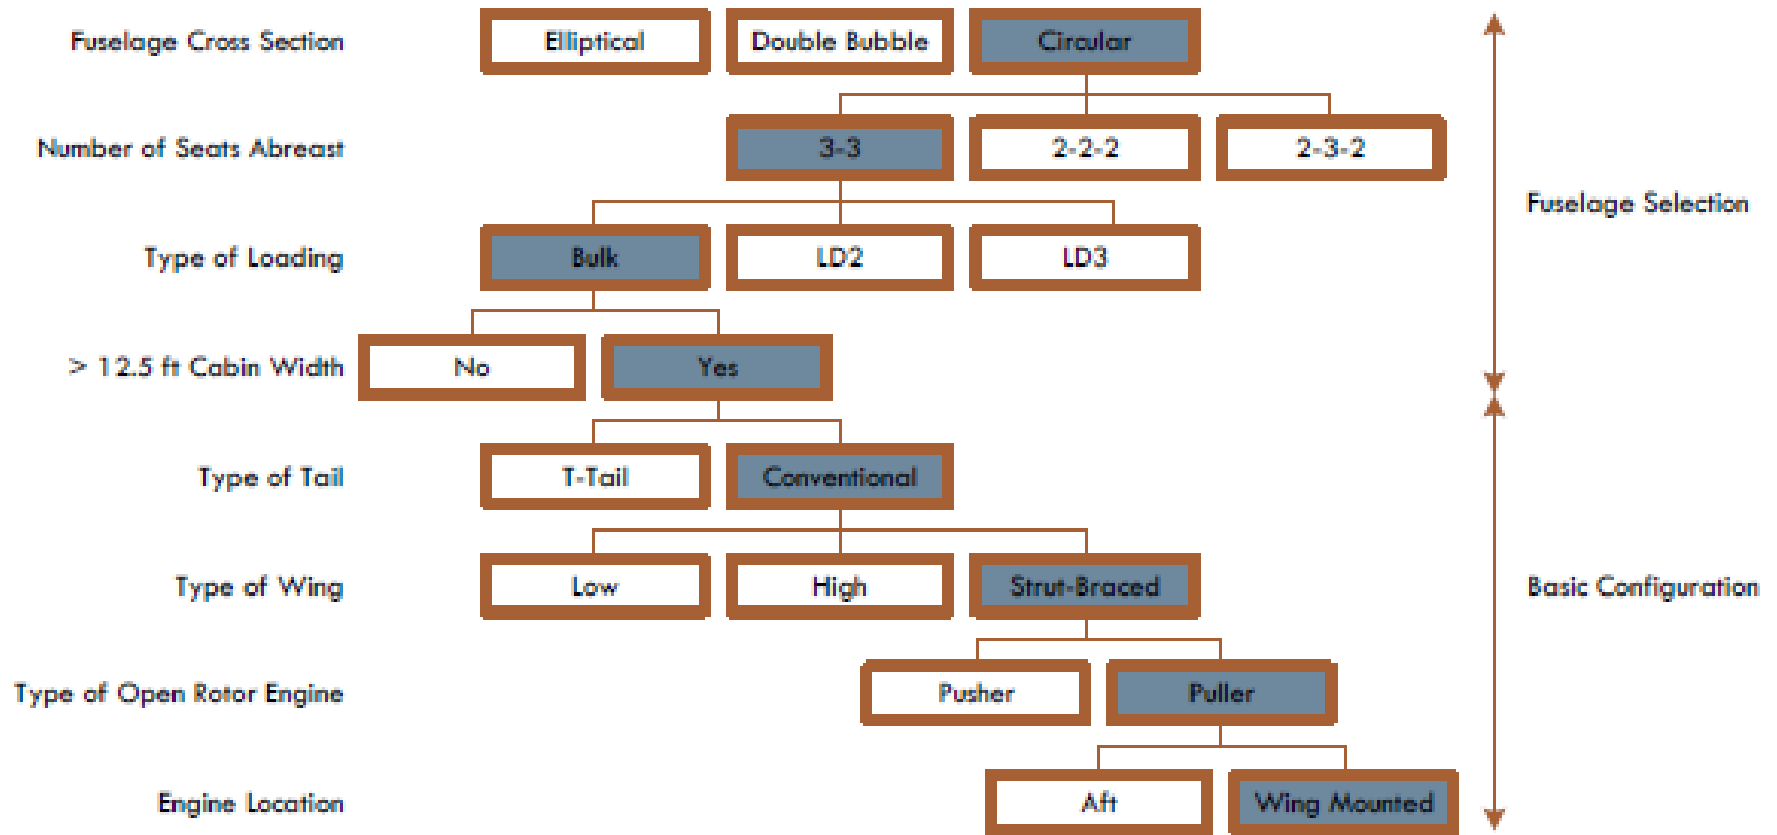 Fuselage Cross Section
Elliptical
Double Bubble
Circular
Number of Seats Abreast
3-3
2-2-2
2-3-2
Fuselage Selection
Type of Loading
Bulk
LD2
LD3
> 12.5 ft Cabin Width
No
Yes
Type of Tail
T-Tail
Conventional
Type of Wing
Low
High
Strut-Braced
Basic Configuration
Type of Open Rotor Engine
Pusher
Puller
Engine Location
Aft
Wing Mounted